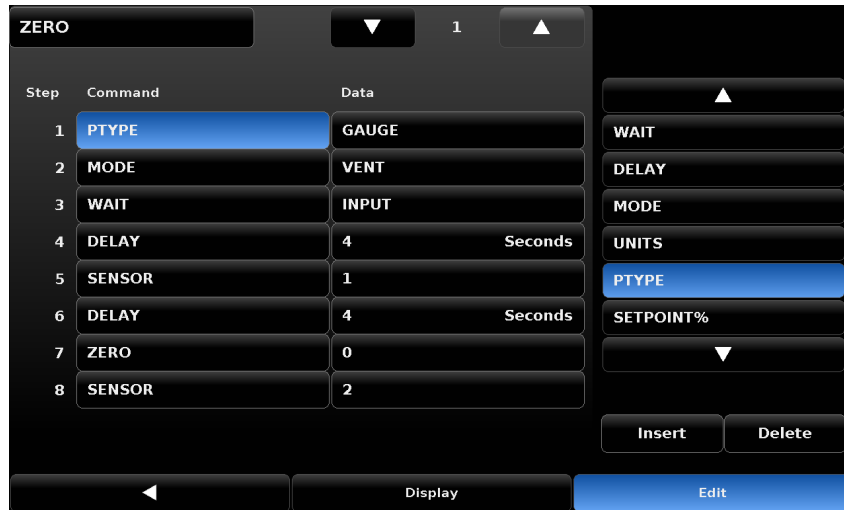 ZERO 1
Step Command Data
1 PTYPE GAUGE
2 MODE VENT
3 WAIT INPUT
4 DELAY 4 Seconds
5 SENSOR 1
6 DELAY 4 Seconds
7 ZERO 0
8 SENSOR 2
WAIT
DELAY
MODE
UNITS
PTYPE
SETPOINT%
Insert Delete
Display Edit